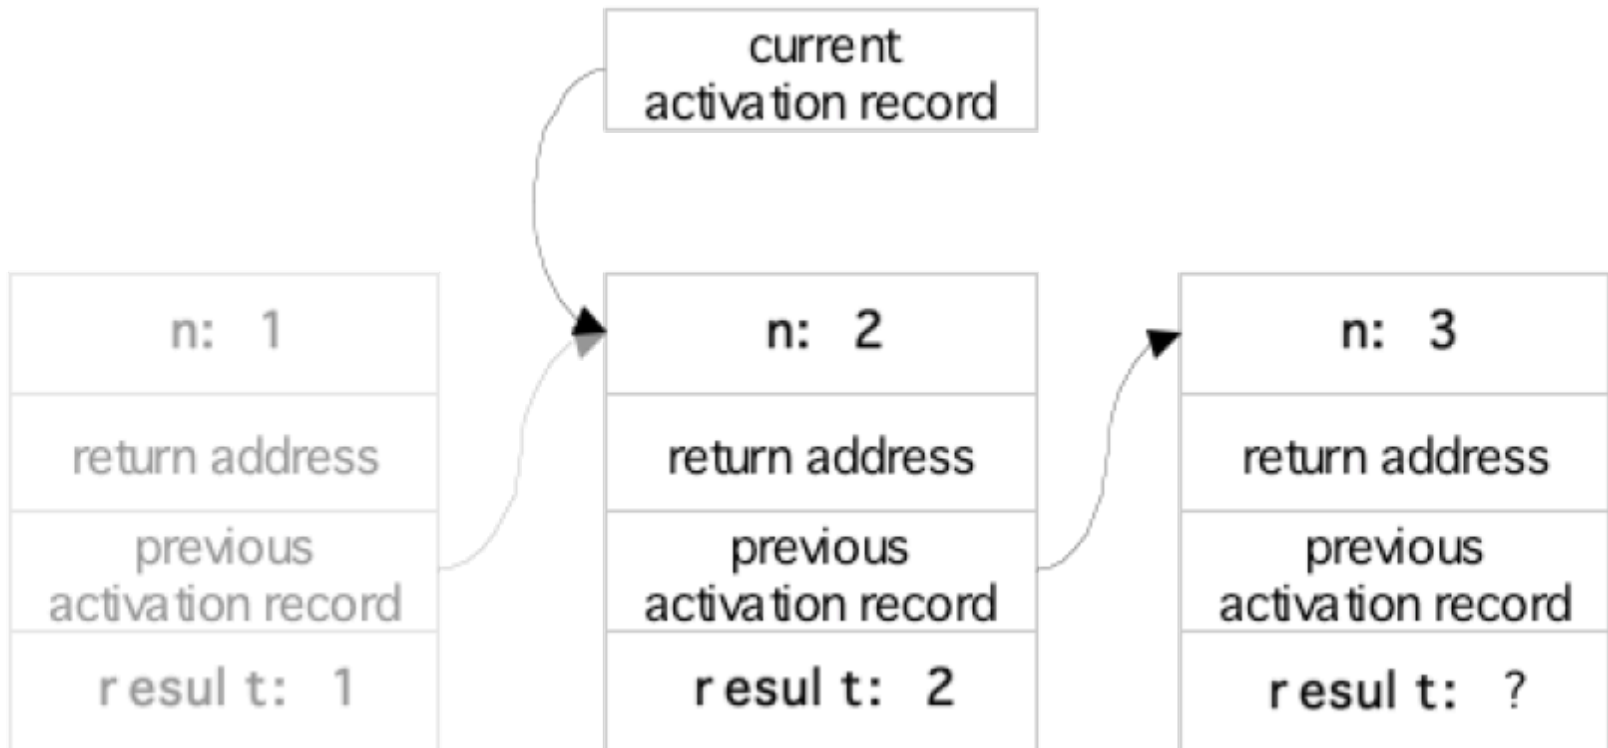 current
activation record
n: 1
return address
previous
activation record
result: 1
n: 2
return address
previous
activation record
result: 2
n: 3
return address
previous
activation record
result: ?